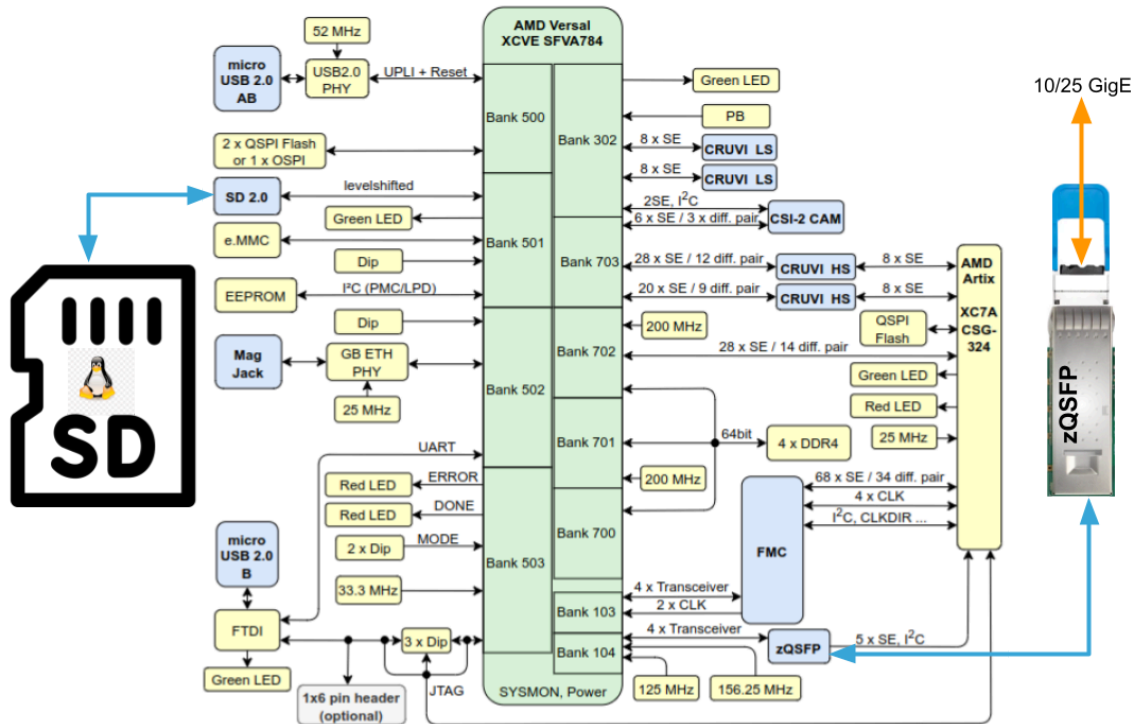 AMD Versal
XCVE SFVA784
52 MHz
micro
USB 2.0
AB
USB2.0
PHY
UPLI + Reset
Bank 500
2 x QSPI Flash
or 1 x OSPI
SD 2.0
levelshifted
Green LED
Bank 501
e.MMC
Dip
EEPROM
I²C (PMC/LPD)
Dip
Mag
Jack
GB ETH
PHY
25 MHz
Bank 502
UART
ERROR
Red LED
DONE
Red LED
MODE
2 x Dip
Bank 503
micro
USB 2.0
B
33.3 MHz
FTDI
3 x Dip
Green LED
1x6 pin header
(optional)
JTAG
SYSMON, Power
Green LED
PB
Bank 302
8 x SE
CRUVI LS
8 x SE
CRUVI LS
2SE, I²C
6 x SE / 3 x diff. pair
CSI-2 CAM
Bank 703
28 x SE / 12 diff. pair
CRUVI HS
8 x SE
20 x SE / 9 diff. pair
CRUVI HS
8 x SE
AMD
Artix
XC7A
CSG-
324
QSPI
Flash
Bank 702
200 MHz
28 x SE / 14 diff. pair
Green LED
Red LED
25 MHz
Bank 701
64bit
4 x DDR4
200 MHz
Bank 700
68 x SE / 34 diff. pair
4 x CLK
I²C, CLKDIR ...
FMC
Bank 103
4 x Transceiver
2 x CLK
Bank 104
4 x Transceiver
zQSFP
5 x SE, I²C
125 MHz
156.25 MHz
SD
10/25 GigE
zQSFP